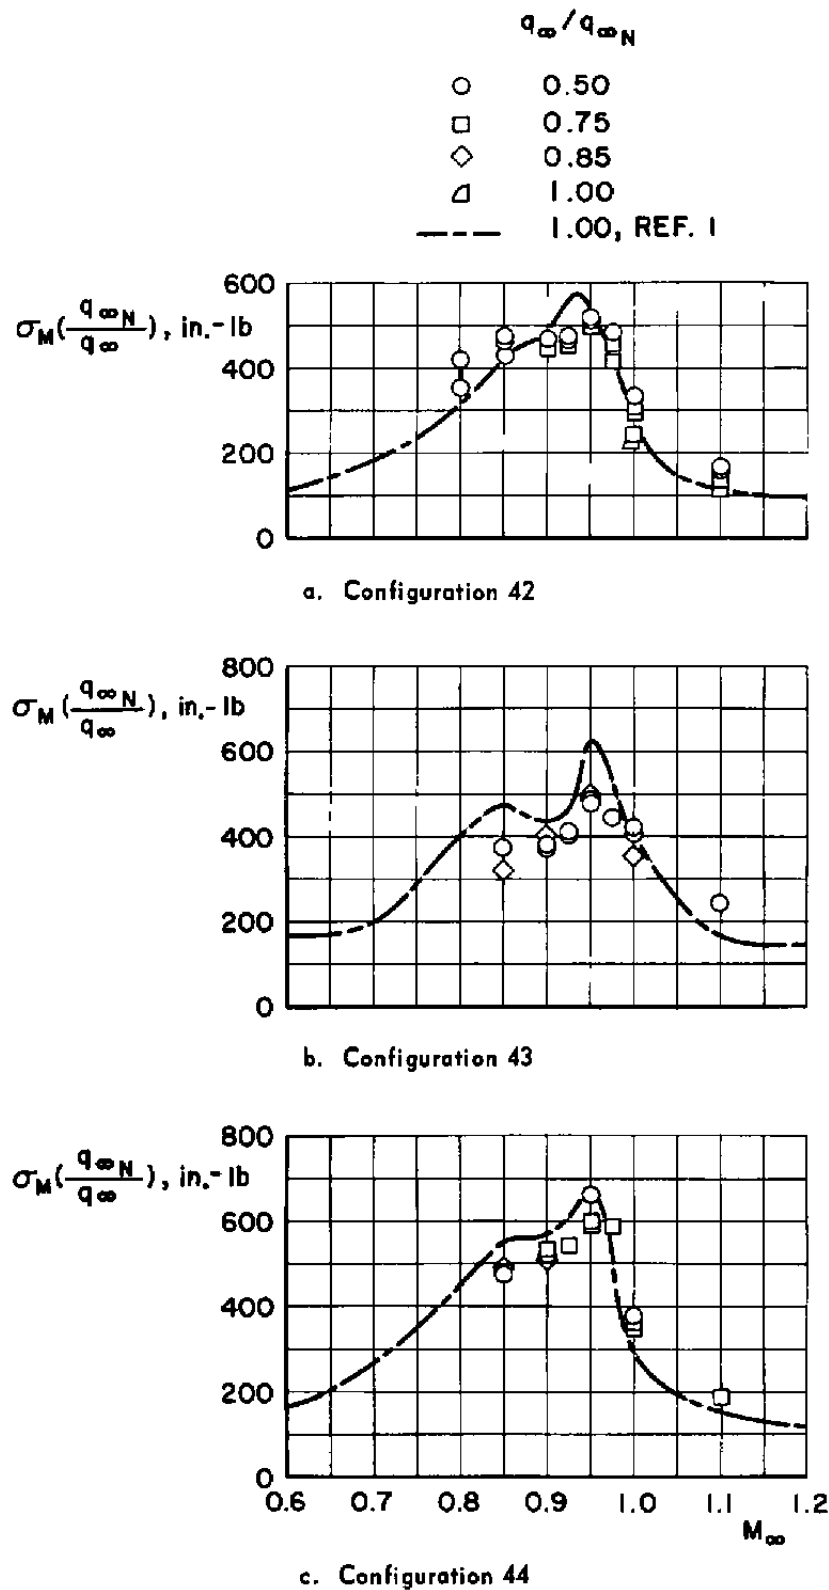 q∞/q∞N
0.50
0.75
0.85
1.00
1.00, REF. 1
600
σM(q∞N/q∞), in.-lb
400
200
0
a. Configuration 42
800
σM(q∞N/q∞), in.-lb
600
400
200
0
b. Configuration 43
800
σM(q∞N/q∞), in.-lb
600
400
200
0
0.6 0.7 0.8 0.9 1.0 1.1 1.2
M∞
c. Configuration 44